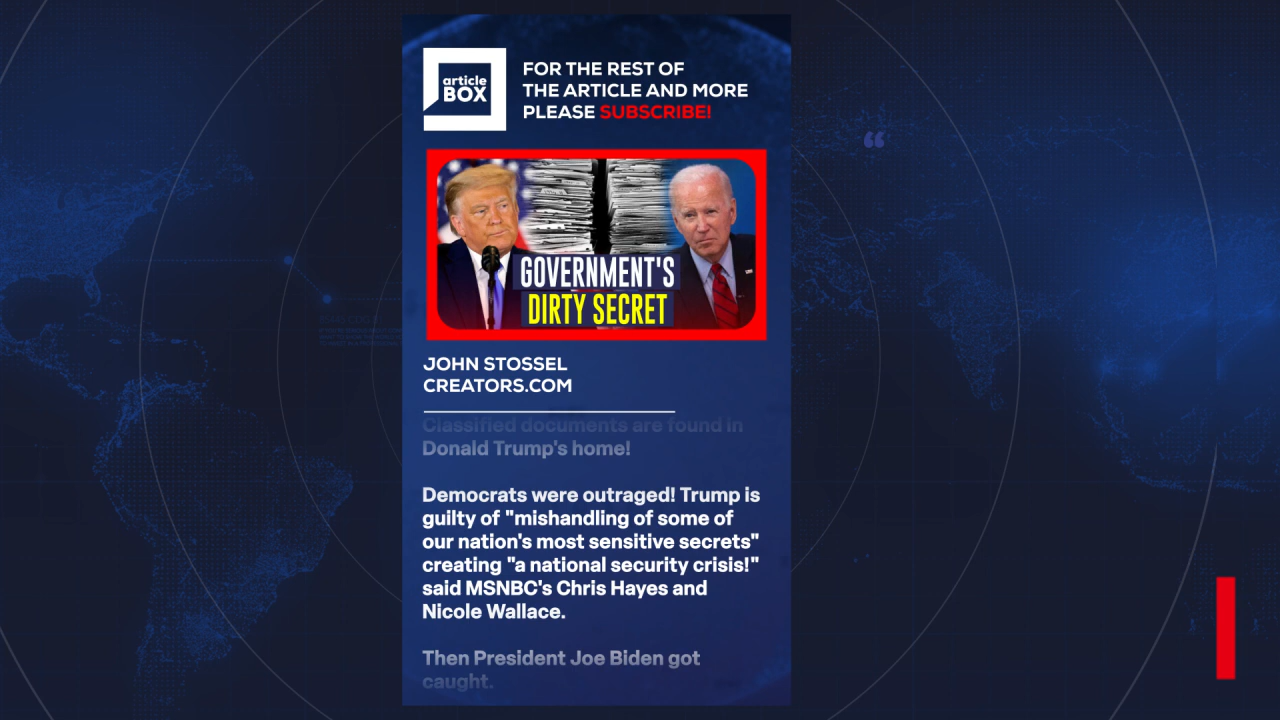 article
BOX
FOR THE REST OF
THE ARTICLE AND MORE
PLEASE SUBSCRIBE!
GOVERNMENT'S
DIRTY SECRET
JOHN STOSSEL
CREATORS.COM
Classified documents are found in
Donald Trump's home!
Democrats were outraged! Trump is
guilty of "mishandling of some of
our nation's most sensitive secrets"
creating "a national security crisis!"
said MSNBC's Chris Hayes and
Nicole Wallace.
Then President Joe Biden got
caught.